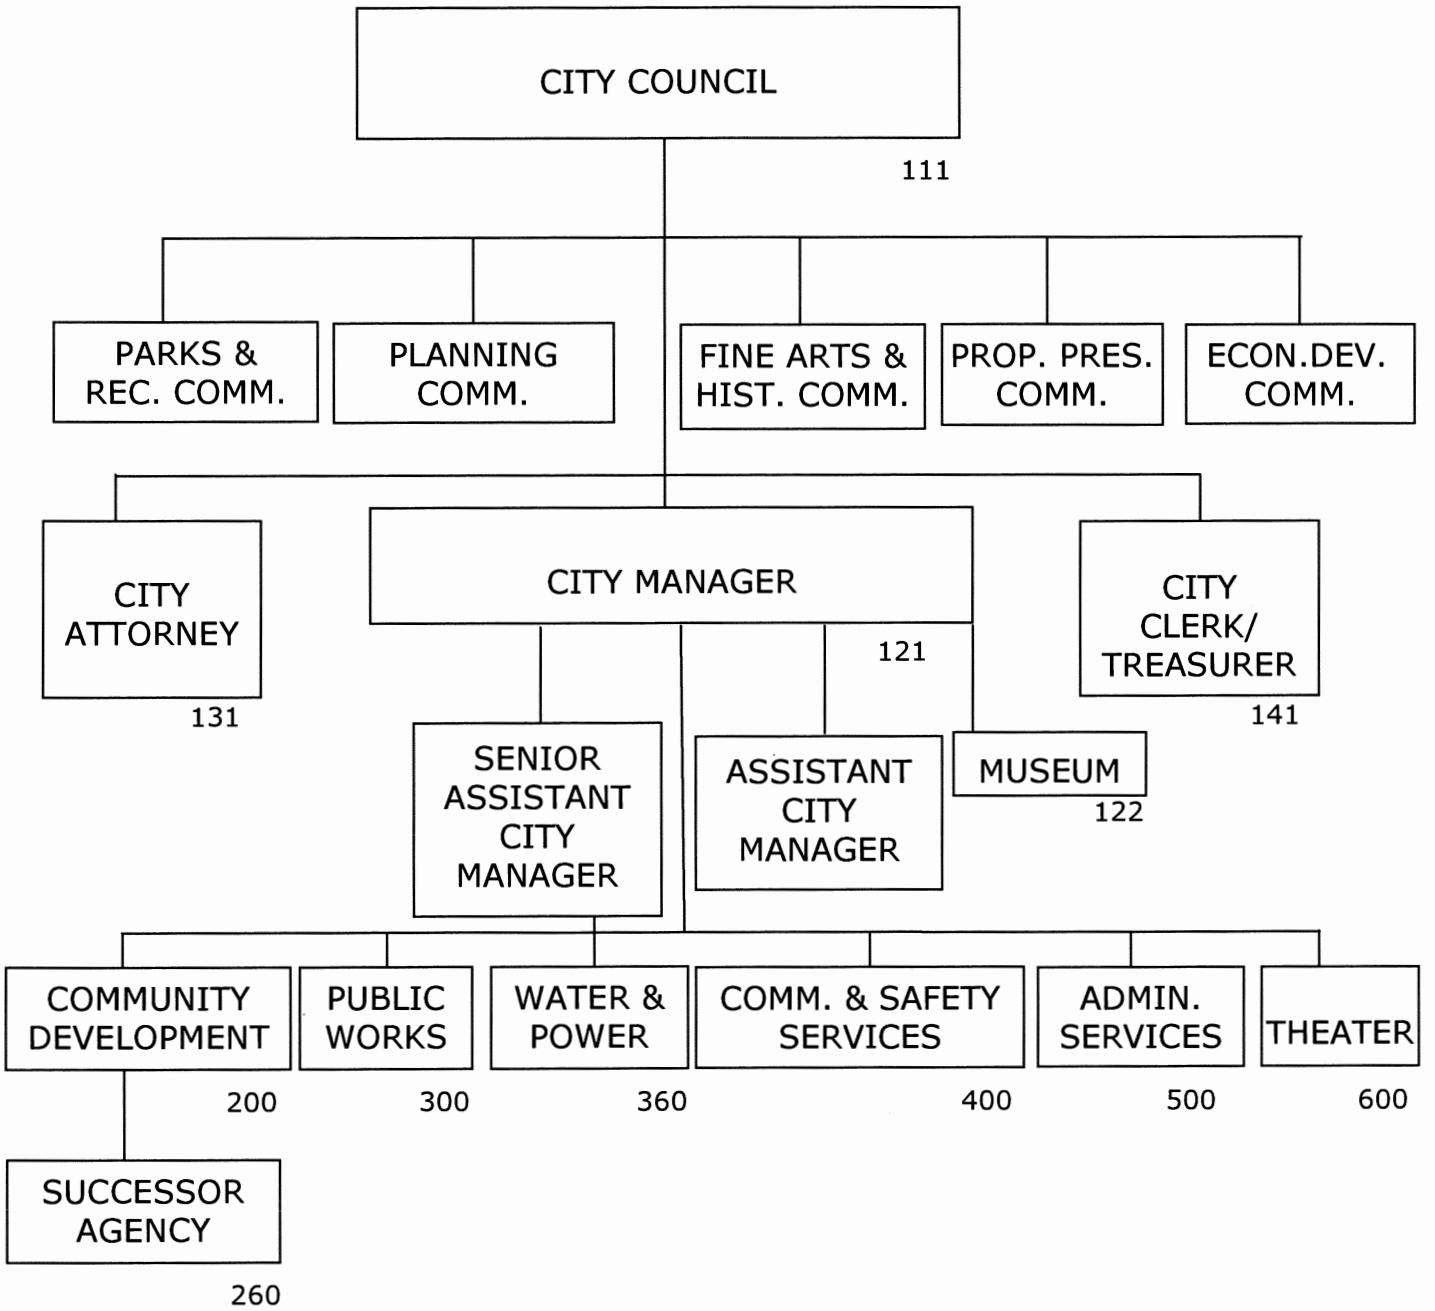 CITY COUNCIL
111
PARKS &
REC. COMM.
PLANNING
COMM.
FINE ARTS &
HIST. COMM.
PROP. PRES.
COMM.
ECON.DEV.
COMM.
CITY
ATTORNEY
131
CITY MANAGER
121
CITY
CLERK/
TREASURER
141
SENIOR
ASSISTANT
CITY
MANAGER
ASSISTANT
CITY
MANAGER
MUSEUM
122
COMMUNITY
DEVELOPMENT
200
PUBLIC
WORKS
300
WATER &
POWER
360
COMM. & SAFETY
SERVICES
400
ADMIN.
SERVICES
500
THEATER
600
SUCCESSOR
AGENCY
260